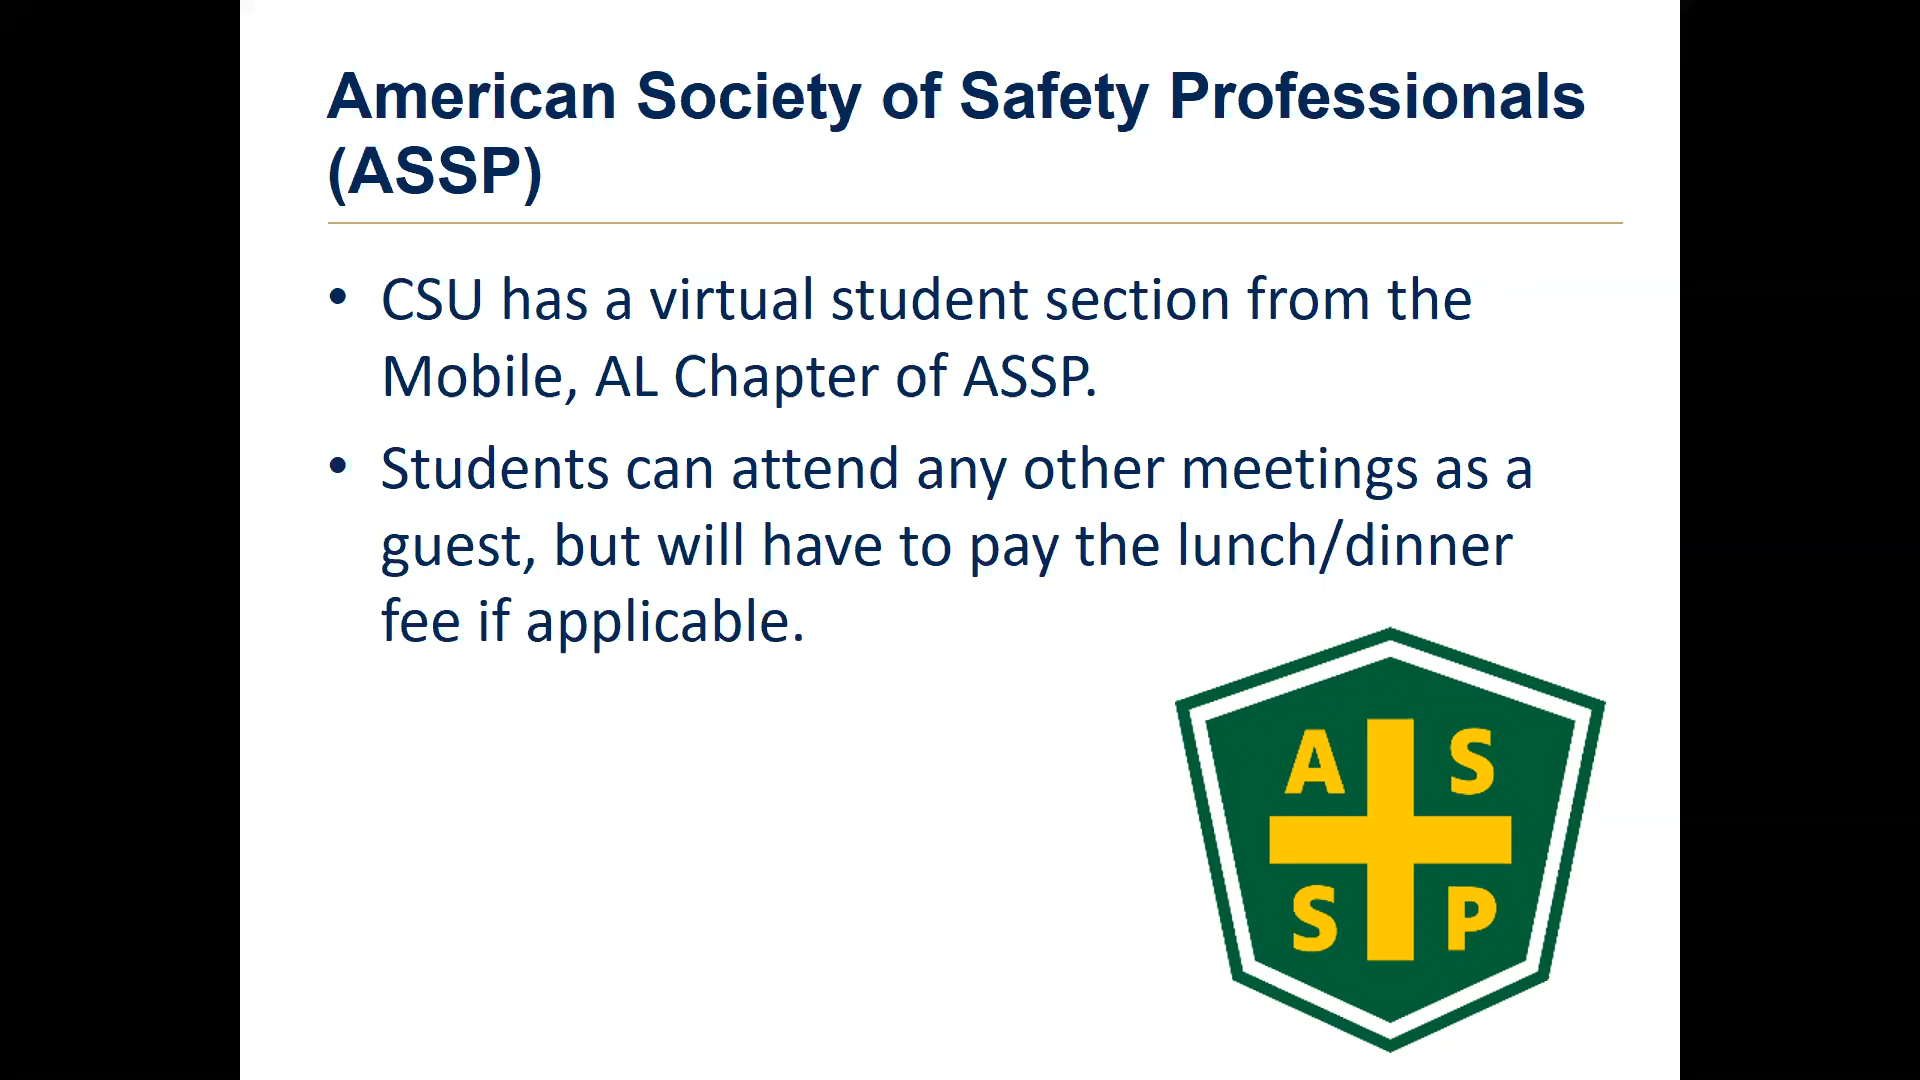 American Society of Safety Professionals
(ASSP)
• CSU has a virtual student section from the
Mobile, AL Chapter of ASSP.
• Students can attend any other meetings as a
guest, but will have to pay the lunch/dinner
fee if applicable.
A S
S P